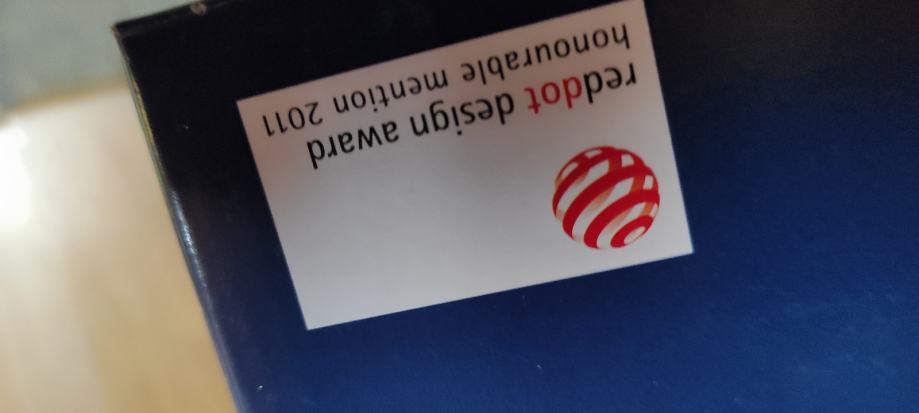 reddot design award
honourable mention 2011